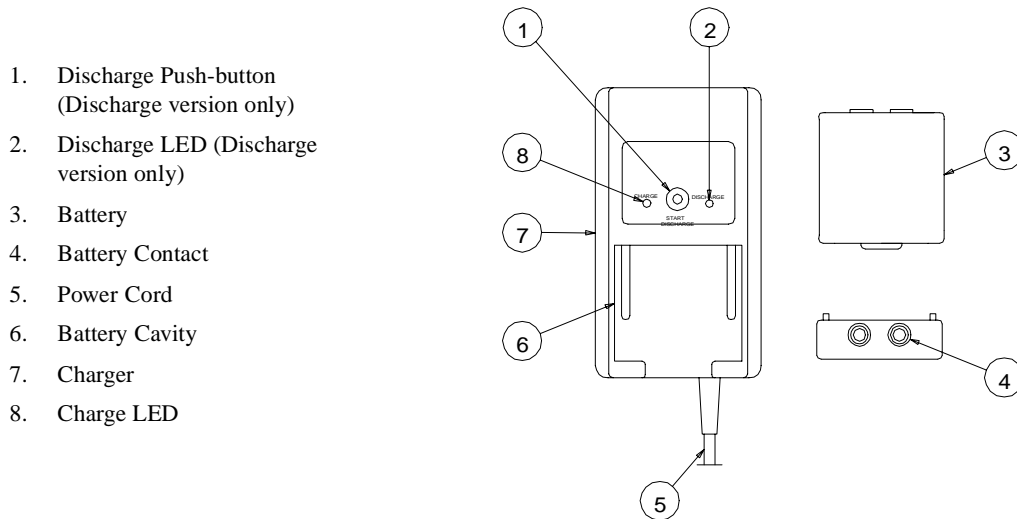 1. Discharge Push-button
(Discharge version only)
2. Discharge LED (Discharge
version only)
3. Battery
4. Battery Contact
5. Power Cord
6. Battery Cavity
7. Charger
8. Charge LED
1
2
8
3
CHARGE
DISCHARGE
START
DISCHARGE
7
6
4
5